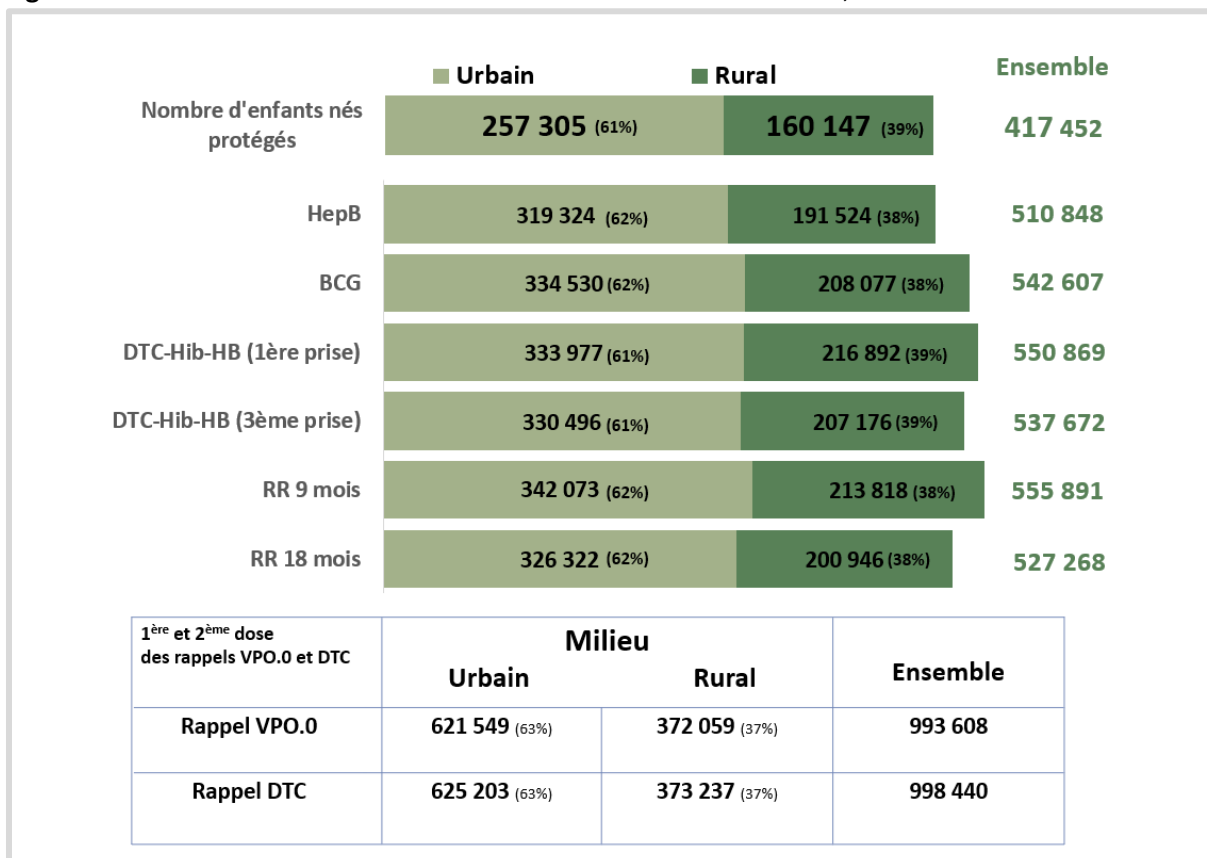 Urbain Rural Ensemble
Nombre d'enfants nés
protégés
257 305 (61%) 160 147 (39%) 417 452
HepB 319 324 (62%) 191 524 (38%) 510 848
BCG 334 530 (62%) 208 077 (38%) 542 607
DTC-Hib-HB (1ère prise) 333 977 (61%) 216 892 (39%) 550 869
DTC-Hib-HB (3ème prise) 330 496 (61%) 207 176 (39%) 537 672
RR 9 mois 342 073 (62%) 213 818 (38%) 555 891
RR 18 mois 326 322 (62%) 200 946 (38%) 527 268
1ère et 2ème dose
des rappels VPO.0 et DTC
Milieu
Urbain Rural Ensemble
Rappel VPO.0 621 549 (63%) 372 059 (37%) 993 608
Rappel DTC 625 203 (63%) 373 237 (37%) 998 440